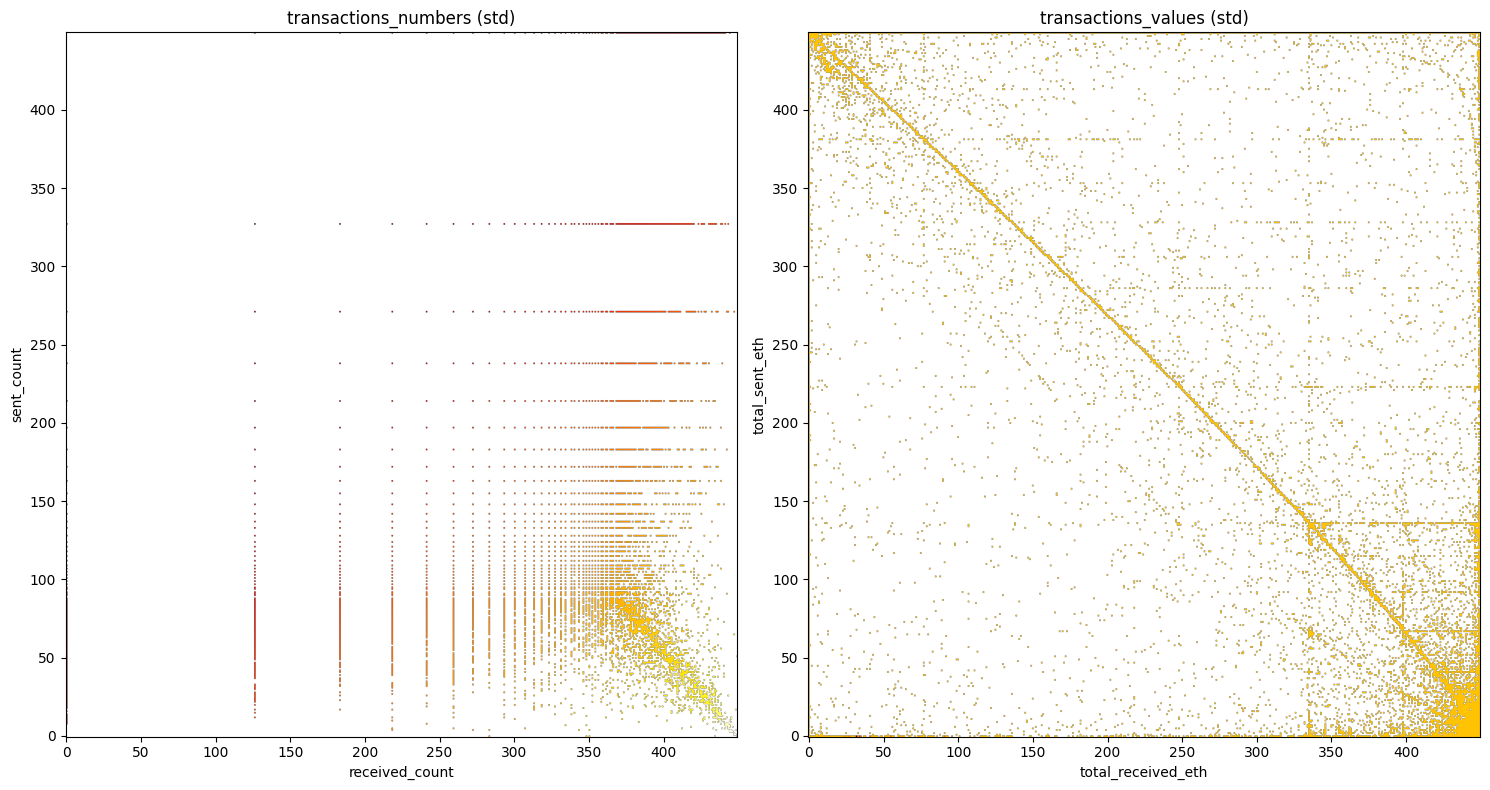 transactions_numbers (std)
sent_count
400
350
300
250
200
150
100
50
0
0 50 100 150 200 250 300 350 400
received_count
transactions_values (std)
total_sent_eth
400
350
300
250
200
150
100
50
0
0 50 100 150 200 250 300 350 400
total_received_eth